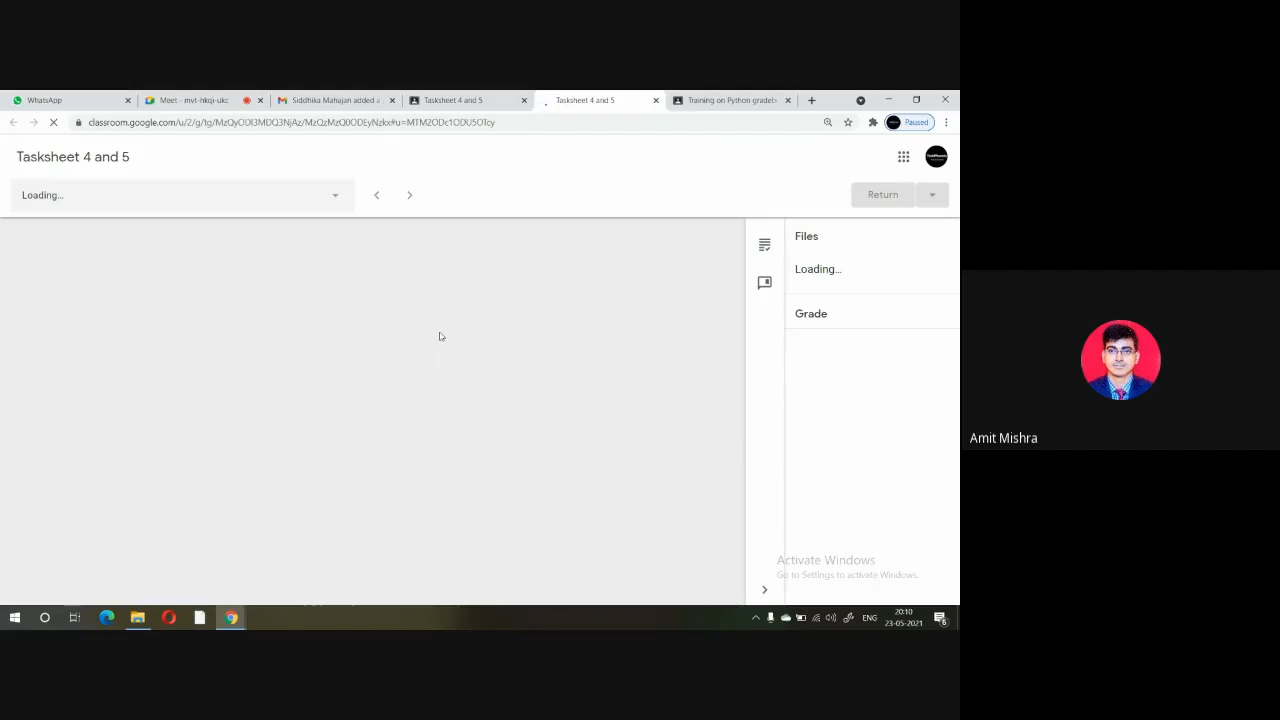 WhatsApp
Meet - mvt-hkqi-ukc
Siddhika Mahajan added a
Tasksheet 4 and 5
Tasksheet 4 and 5
Training on Python gradeb
Paused
Tasksheet 4 and 5
Loading...
Return
Files
Loading...
Grade
Activate Windows
Go to Settings to activate Windows.
ENG
20:10
23-05-2021
Amit Mishra